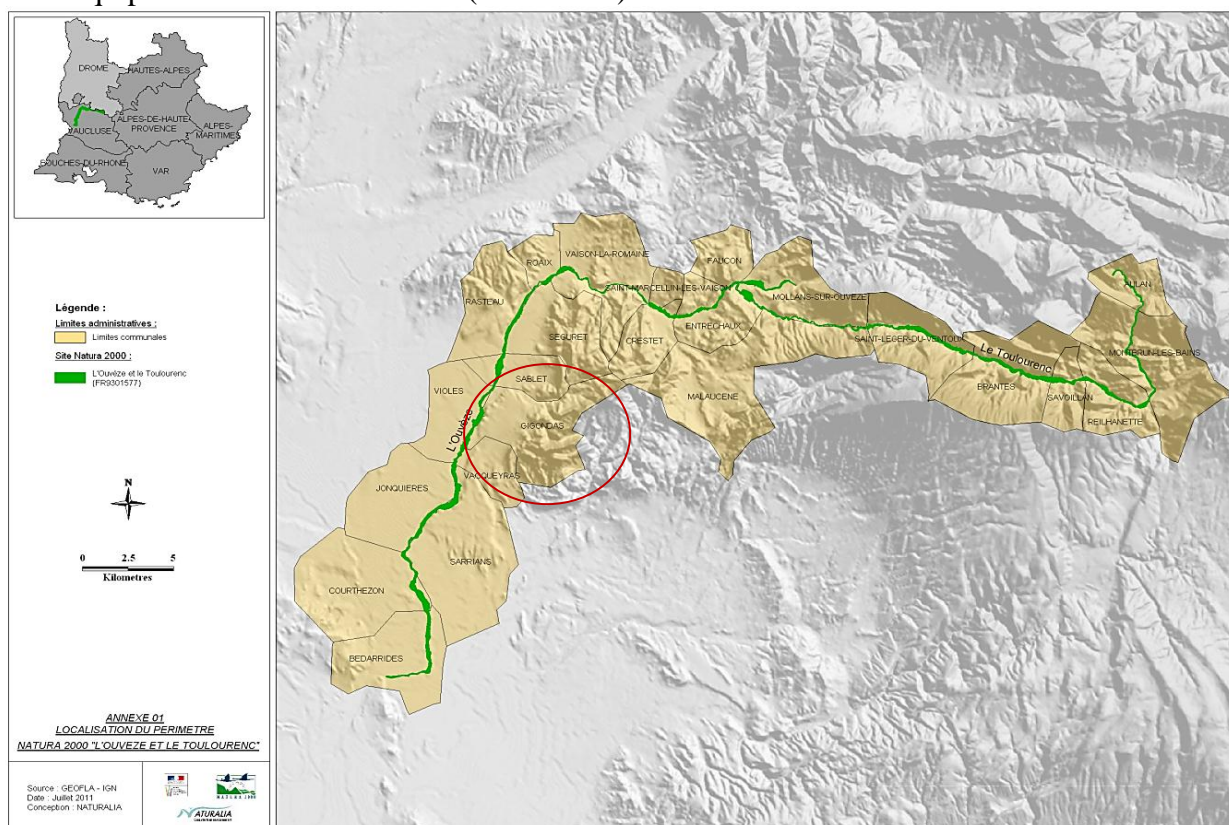 DROME
HAUTES-ALPES
ALPES-DE-HAUTE-
PROVENCE
ALPES-
MARITIMES
VAUCLUSE
BOUCHES-DU-RHONE
VAR
Légende :
Limites administratives :
Limites communales
Site Natura 2000 :
L'Ouvèze et le Toulourenc
(FR9301577)
N
0 2.5 5
Kilometres
ANNEXE 01
LOCALISATION DU PERIMETRE
NATURA 2000 "L'OUVEZE ET LE TOULOURENC"
Source : GEOFLA - IGN
Date : Juillet 2011
Conception : NATURALIA
NATURA 2000
NATURALIA
ROAIX
VAISON-LA-ROMAINE
FAUCON
RASTEAU
SAINT-MARCELLIN-LES-VAISON
MOLLANS-SUR-OUVEZE
AULAN
SEGURET
CRESTET
ENTRECHAUX
SAINT-LEGER-DU-VENTOUX
Le Toulourenc
MONTBRUN-LES-BAINS
VIOLES
SABLET
MALAUCENE
BRANTES
SAVOILLAN
REILHANETTE
L'Ouvèze
GIGONDAS
VACQUEYRAS
JONQUIERES
SARRIANS
COURTHEZON
BEDARRIDES